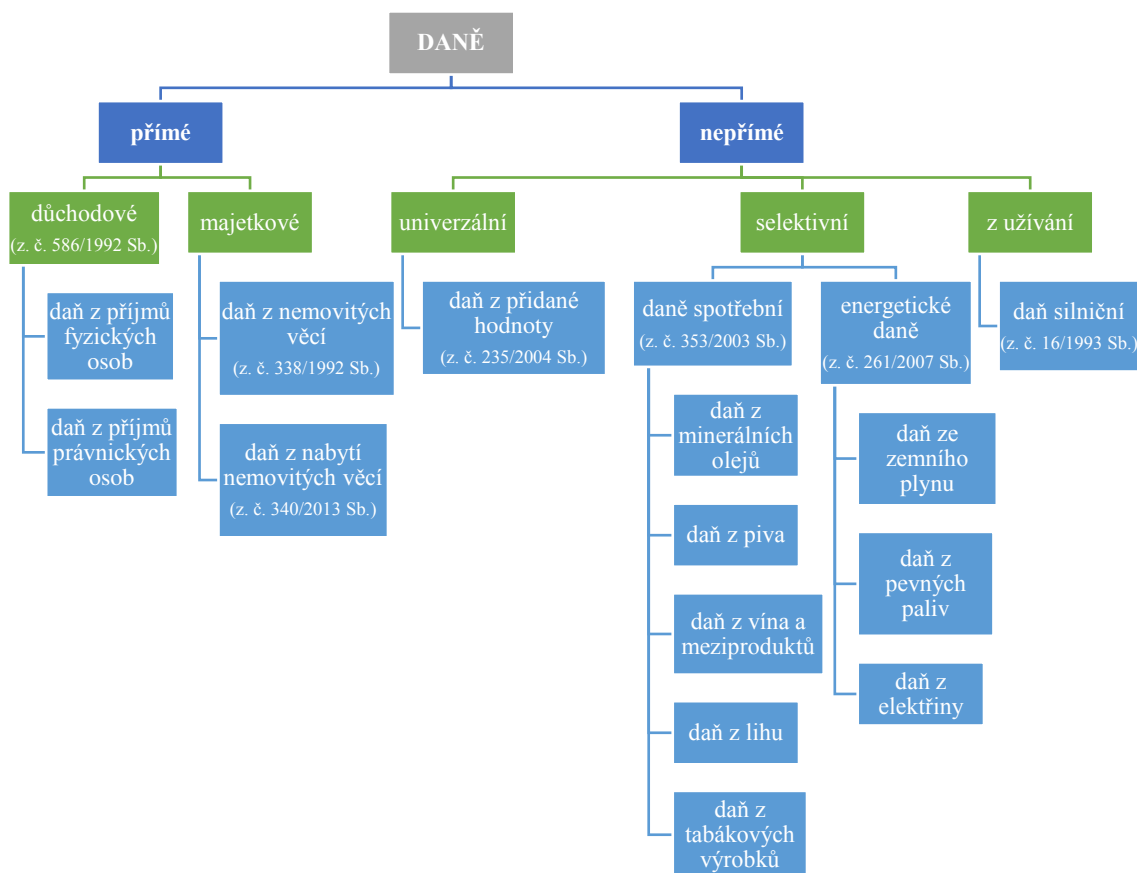 DANĚ
přímé
nepřímé
důchodové
(z. č. 586/1992 Sb.)
majetkové
univerzální
selektivní
z užívání
daň z příjmů
fyzických
osob
daň z příjmů
právnických
osob
daň z nemovitých
věcí
(z. č. 338/1992 Sb.)
daň z nabytí
nemovitých věcí
(z. č. 340/2013 Sb.)
daň z přidané
hodnoty
(z. č. 235/2004 Sb.)
daně spotřební
(z. č. 353/2003 Sb.)
daň z
minerálních
olejů
daň z piva
daň z vína a
meziproduktů
daň z lihu
daň z
tabákových
výrobků
energetické
daně
(z. č. 261/2007 Sb.)
daň ze
zemního
plynu
daň z
pevných
paliv
daň z
elektřiny
daň silniční
(z. č. 16/1993 Sb.)